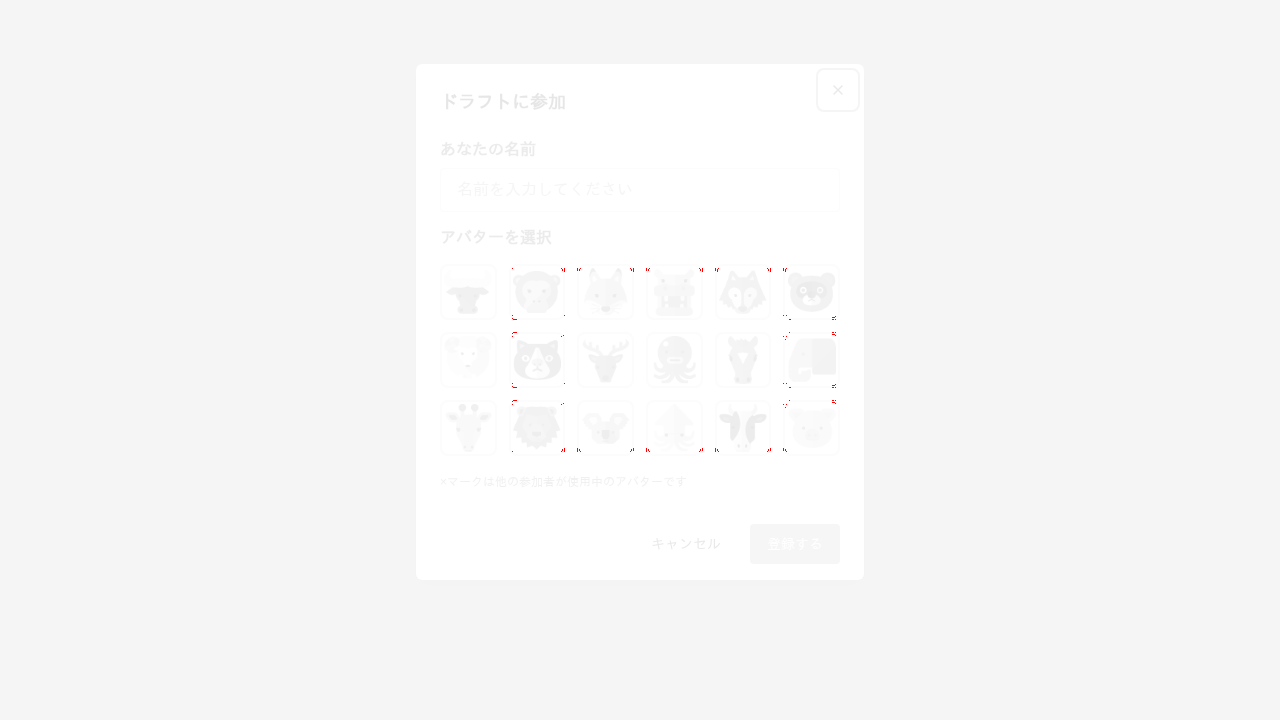 ドラフトに参加
×
あなたの名前
名前を入力してください
アバターを選択
×マークは他の参加者が使用中のアバターです
キャンセル
登録する